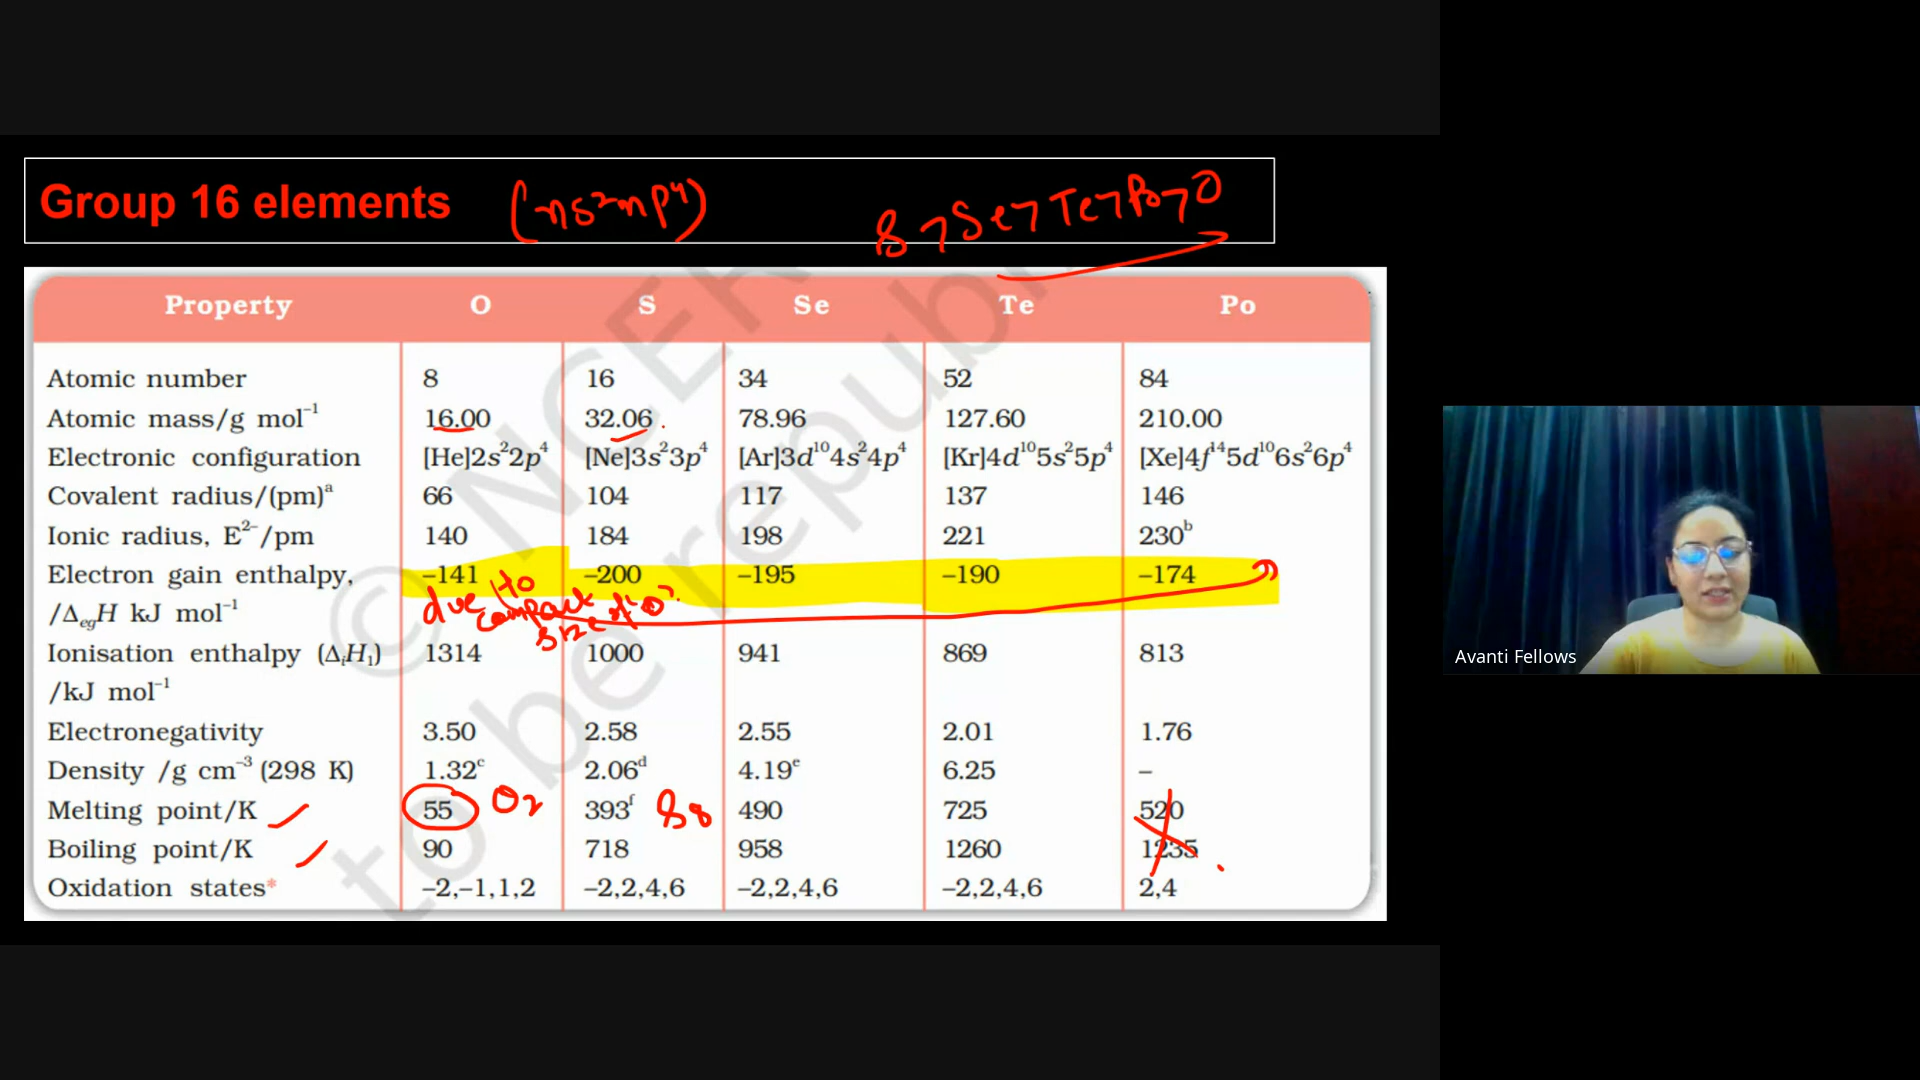 Group 16 elements (ns²np⁴) S > Se > Te > Po > O
Property O S Se Te Po
Atomic number 8 16 34 52 84
Atomic mass/g mol⁻¹ 16.00 32.06 78.96 127.60 210.00
Electronic configuration [He]2s²2p⁴ [Ne]3s²3p⁴ [Ar]3d¹⁰4s²4p⁴ [Kr]4d¹⁰5s²5p⁴ [Xe]4f¹⁴5d¹⁰6s²6p⁴
Covalent radius/(pm)ᵃ 66 104 117 137 146
Ionic radius, E²⁻/pm 140 184 198 221 230ᵇ
Electron gain enthalpy, –141 –200 –195 –190 –174
/ΔegH kJ mol⁻¹ due to compact size of 'O'.
Ionisation enthalpy (ΔᵢH₁) 1314 1000 941 869 813
/kJ mol⁻¹
Electronegativity 3.50 2.58 2.55 2.01 1.76
Density /g cm⁻³ (298 K) 1.32ᶜ 2.06ᵈ 4.19ᵉ 6.25 –
Melting point/K 55 O₂ 393ᶠ S₈ 490 725 520
Boiling point/K 90 718 958 1260 1235
Oxidation states* –2,–1,1,2 –2,2,4,6 –2,2,4,6 –2,2,4,6 2,4
© NCERT
to be republi
Avanti Fellows